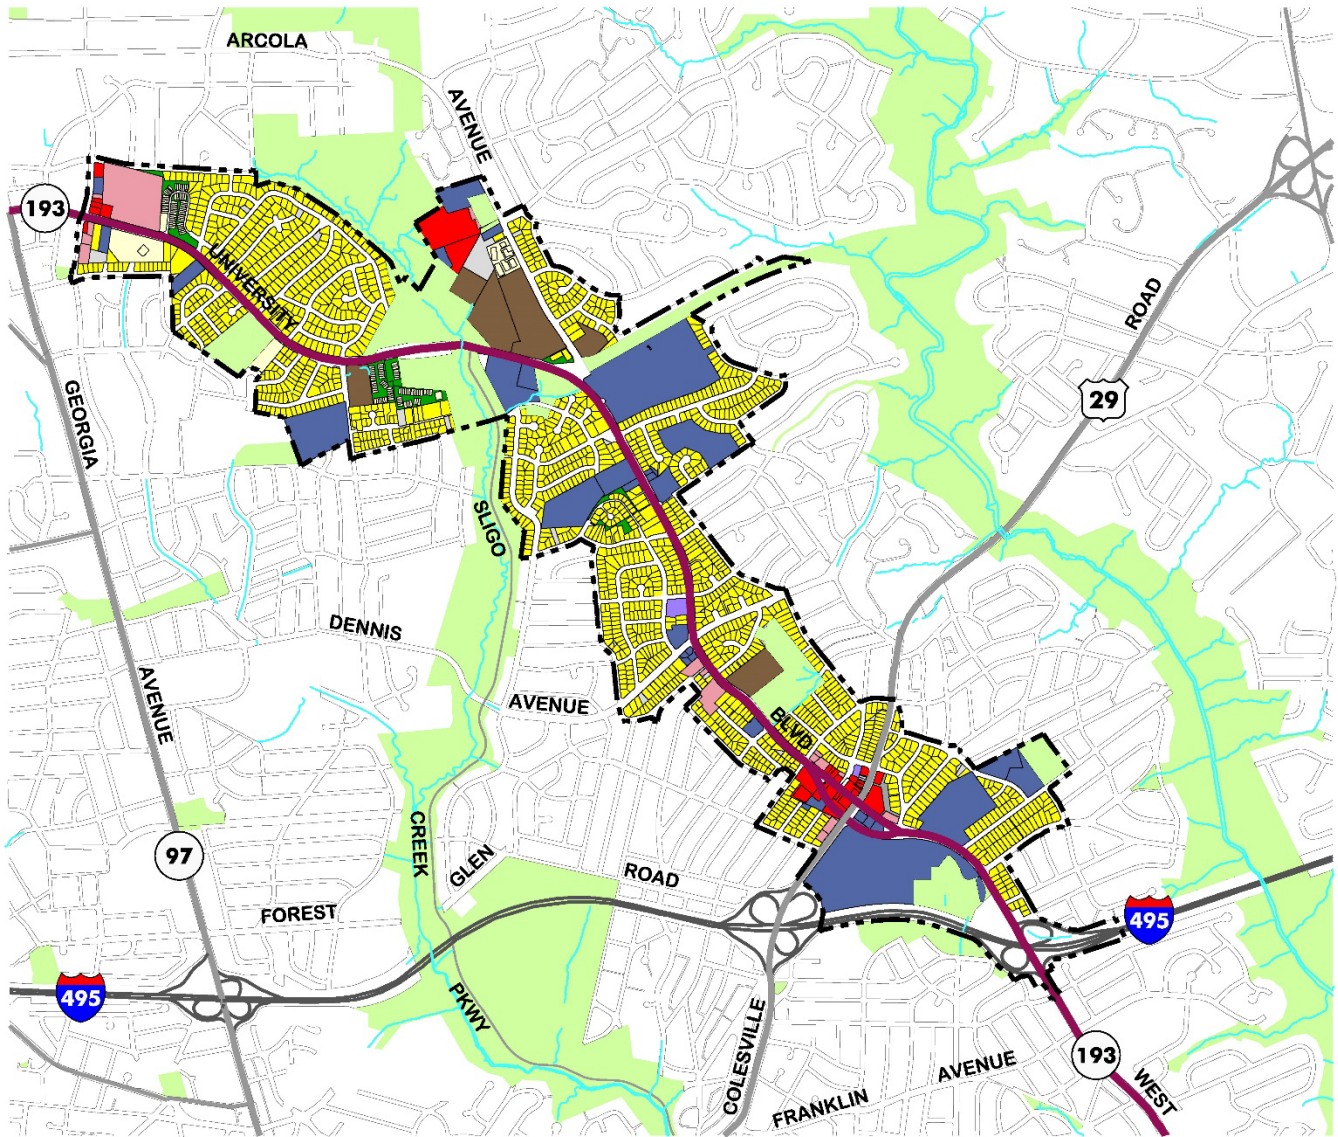 ARCOLA
AVENUE
193
UNIVERSITY
ROAD
29
GEORGIA
SLIGO
DENNIS
AVENUE
AVENUE
BLVD
CREEK
97
GLEN
ROAD
FOREST
495
495
PKWY
COLESVILLE
193
AVENUE
FRANKLIN
WEST